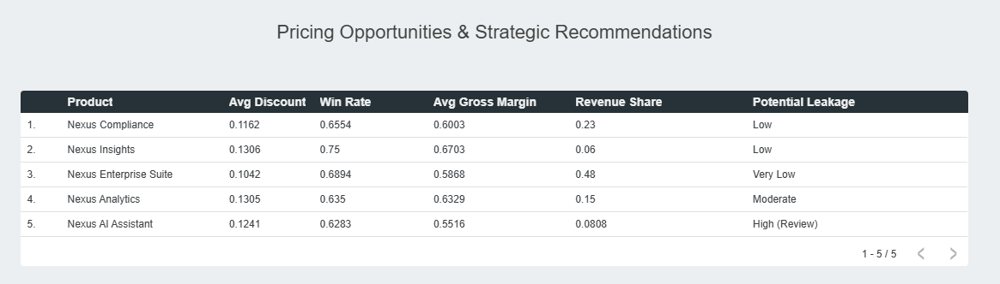 Pricing Opportunities & Strategic Recommendations
Product Avg Discount Win Rate Avg Gross Margin Revenue Share Potential Leakage
1. Nexus Compliance 0.1162 0.6554 0.6003 0.23 Low
2. Nexus Insights 0.1306 0.75 0.6703 0.06 Low
3. Nexus Enterprise Suite 0.1042 0.6894 0.5868 0.48 Very Low
4. Nexus Analytics 0.1305 0.635 0.6329 0.15 Moderate
5. Nexus AI Assistant 0.1241 0.6283 0.5516 0.0808 High (Review)
1 - 5 / 5